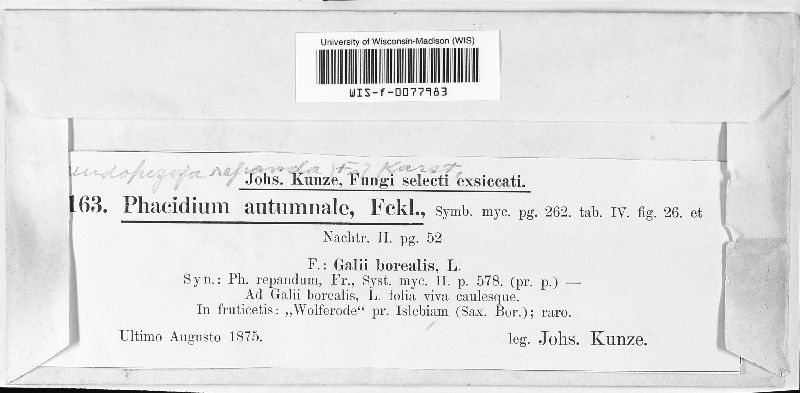 University of Wisconsin-Madison (WIS)
WIS-f-0077983
repanda (Fr.) Karst.
Johs. Kunze, Fungi selecti exsiccati.
163. Phacidium autumnale, Fckl., Symb. myc. pg. 262. tab. IV. fig. 26. et
Nachtr. II. pg. 52
F.: Galii borealis, L.
Syn.: Ph. repandum, Fr., Syst. myc. II. p. 578. (pr. p.) —
Ad Galii borealis, L. folia viva caulesque.
In fruticetis: „Wolferode“ pr. Islebiam (Sax. Bor.); raro.
Ultimo Augusto 1875. leg. Johs. Kunze.